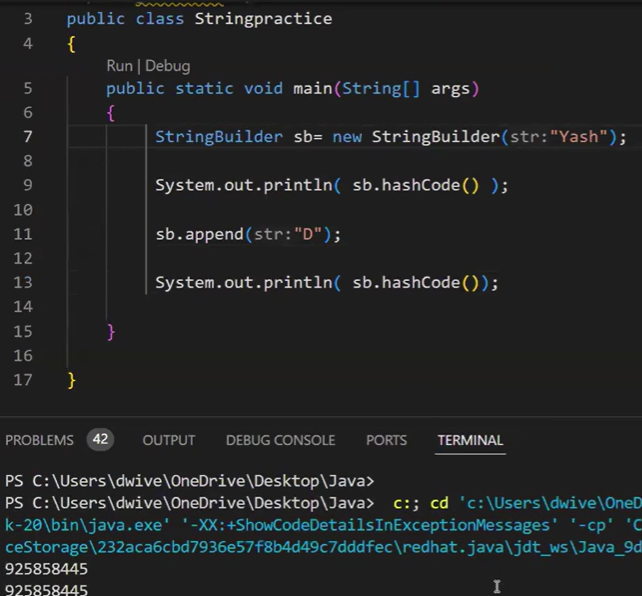 3 public class Stringpractice
4 {
Run | Debug
5 public static void main(String[] args)
6 {
7 StringBuilder sb= new StringBuilder(str:"Yash");
8
9 System.out.println( sb.hashCode() );
10
11 sb.append(str:"D");
12
13 System.out.println( sb.hashCode());
14
15 }
16
17 }
PROBLEMS 42 OUTPUT DEBUG CONSOLE PORTS TERMINAL
PS C:\Users\dwive\OneDrive\Desktop\Java>
PS C:\Users\dwive\OneDrive\Desktop\Java> c:; cd 'c:\Users\dwive\OneD
k-20\bin\java.exe' '-XX:+ShowCodeDetailsInExceptionMessages' '-cp' 'C
ceStorage\232aca6cbd7936e57f8b4d49c7dddfec\redhat.java\jdt_ws\Java_9d
925858445
925858445